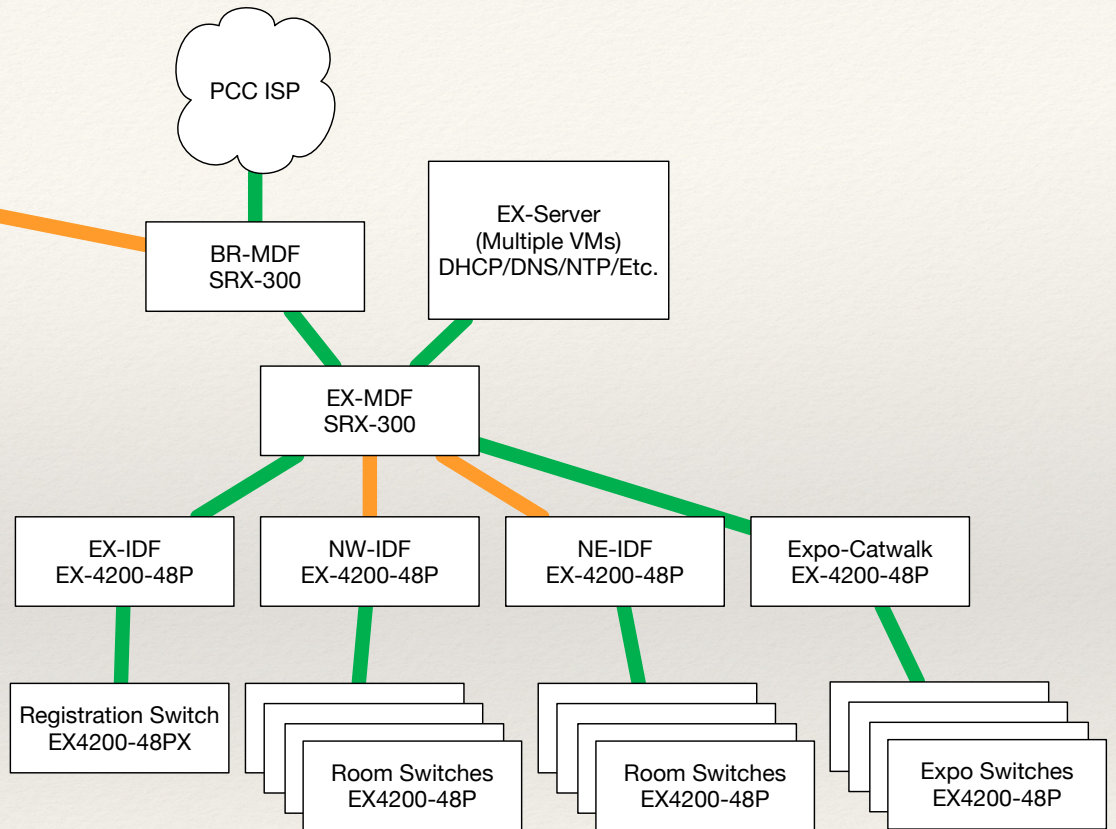 PCC ISP
EX-Server
(Multiple VMs)
DHCP/DNS/NTP/Etc.
BR-MDF
SRX-300
EX-MDF
SRX-300
EX-IDF
EX-4200-48P
NW-IDF
EX-4200-48P
NE-IDF
EX-4200-48P
Expo-Catwalk
EX-4200-48P
Registration Switch
EX4200-48PX
Room Switches
EX4200-48P
Room Switches
EX4200-48P
Expo Switches
EX4200-48P